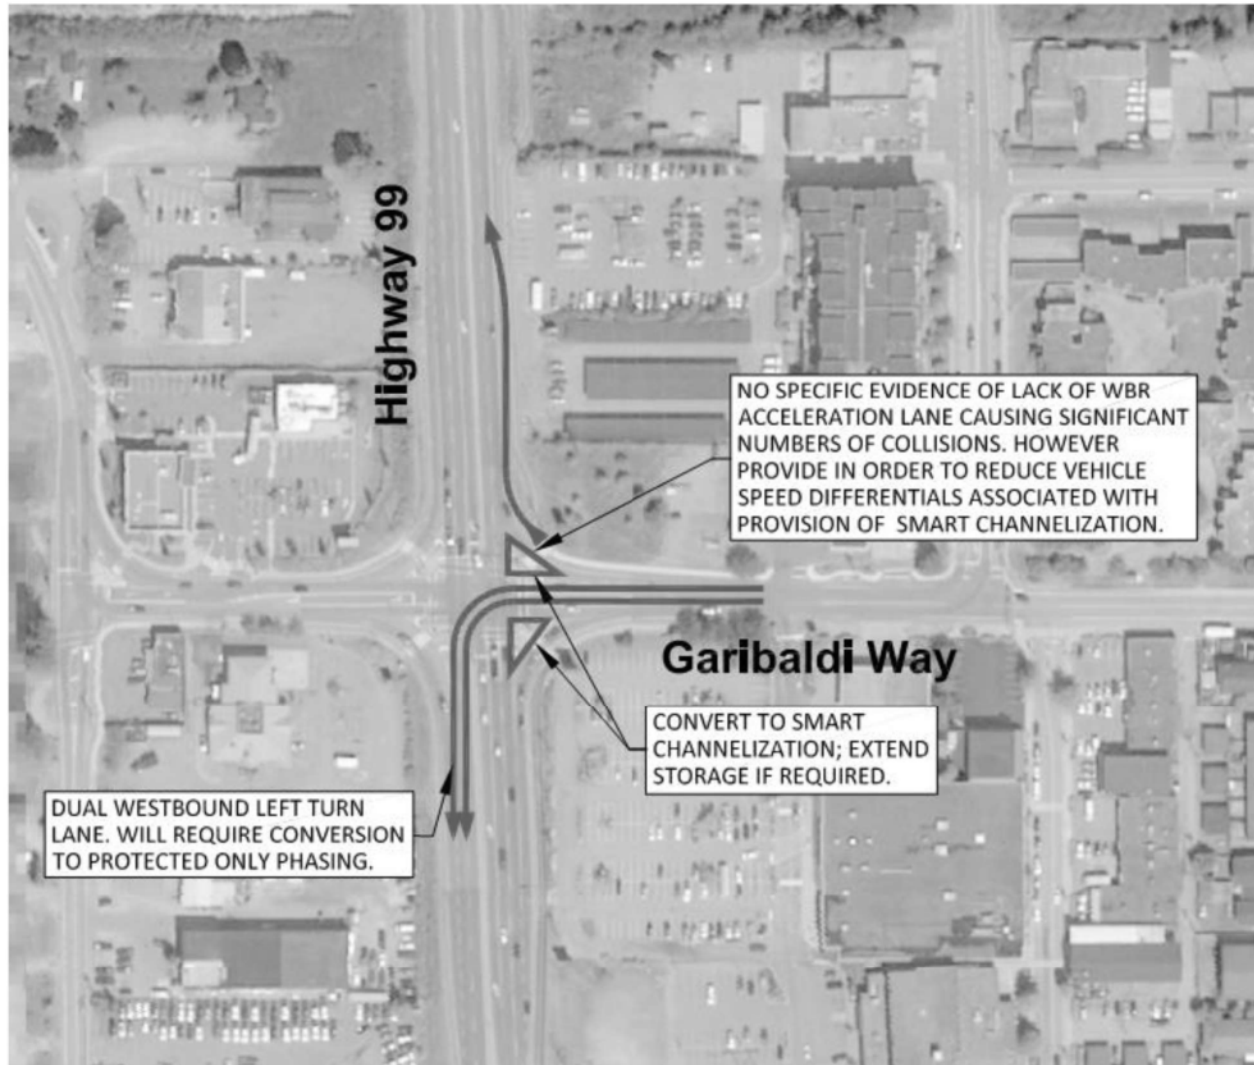 Highway 99
NO SPECIFIC EVIDENCE OF LACK OF WBR
ACCELERATION LANE CAUSING SIGNIFICANT
NUMBERS OF COLLISIONS. HOWEVER
PROVIDE IN ORDER TO REDUCE VEHICLE
SPEED DIFFERENTIALS ASSOCIATED WITH
PROVISION OF SMART CHANNELIZATION.
Garibaldi Way
CONVERT TO SMART
CHANNELIZATION; EXTEND
STORAGE IF REQUIRED.
DUAL WESTBOUND LEFT TURN
LANE. WILL REQUIRE CONVERSION
TO PROTECTED ONLY PHASING.